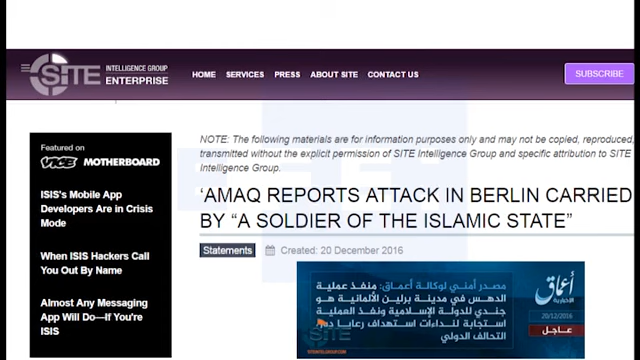 SITE
INTELLIGENCE GROUP
ENTERPRISE
HOME SERVICES PRESS ABOUT SITE CONTACT US
SUBSCRIBE
Featured on
VICE MOTHERBOARD
ISIS's Mobile App
Developers Are in Crisis
Mode
When ISIS Hackers Call
You Out By Name
Almost Any Messaging
App Will Do—If You're
ISIS
NOTE: The following materials are for information purposes only and may not be copied, reproduced,
transmitted without the explicit permission of SITE Intelligence Group and specific attribution to SITE
Intelligence Group.
‘AMAQ REPORTS ATTACK IN BERLIN CARRIED
BY “A SOLDIER OF THE ISLAMIC STATE”
Statements Created: 20 December 2016
مصدر أمني لوكالة أعماق: منفذ عملية
الدهس في مدينة برلين الألمانية هو
جندي للدولة الإسلامية ونفذ العملية
استجابة لنداءات استهداف رعايا دول
التحالف الدولي
أعماق
الإخبارية
20/12/2016
عاجل